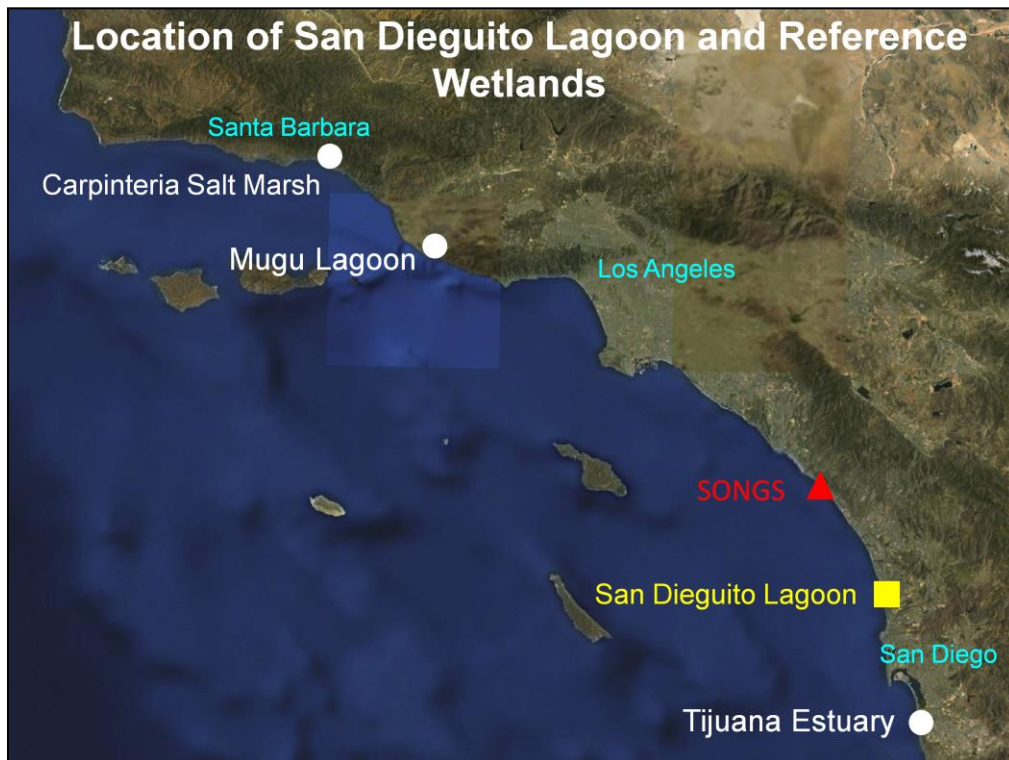 Location of San Dieguito Lagoon and Reference
Wetlands
Santa Barbara
Carpinteria Salt Marsh
Mugu Lagoon
Los Angeles
SONGS
San Dieguito Lagoon
San Diego
Tijuana Estuary